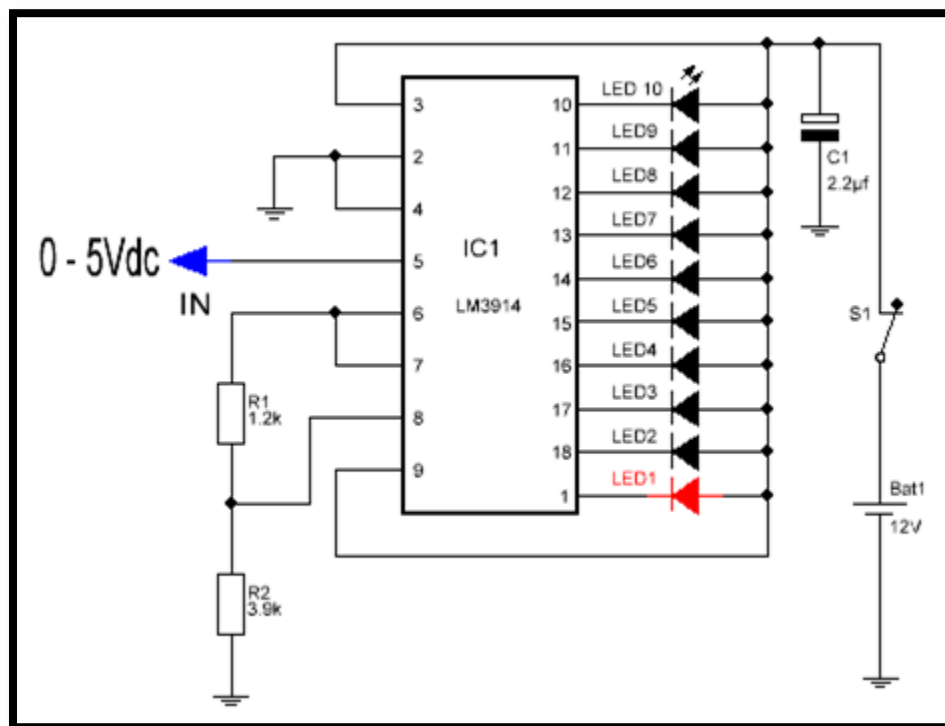 3
2
4
0 - 5Vdc
IN
5
6
7
R1
1.2k
8
9
R2
3.9k
IC1
LM3914
LED 10
10
LED9
11
LED8
12
LED7
13
LED6
14
LED5
15
LED4
16
LED3
17
LED2
18
LED1
1
C1
2.2µf
S1
Bat1
12V